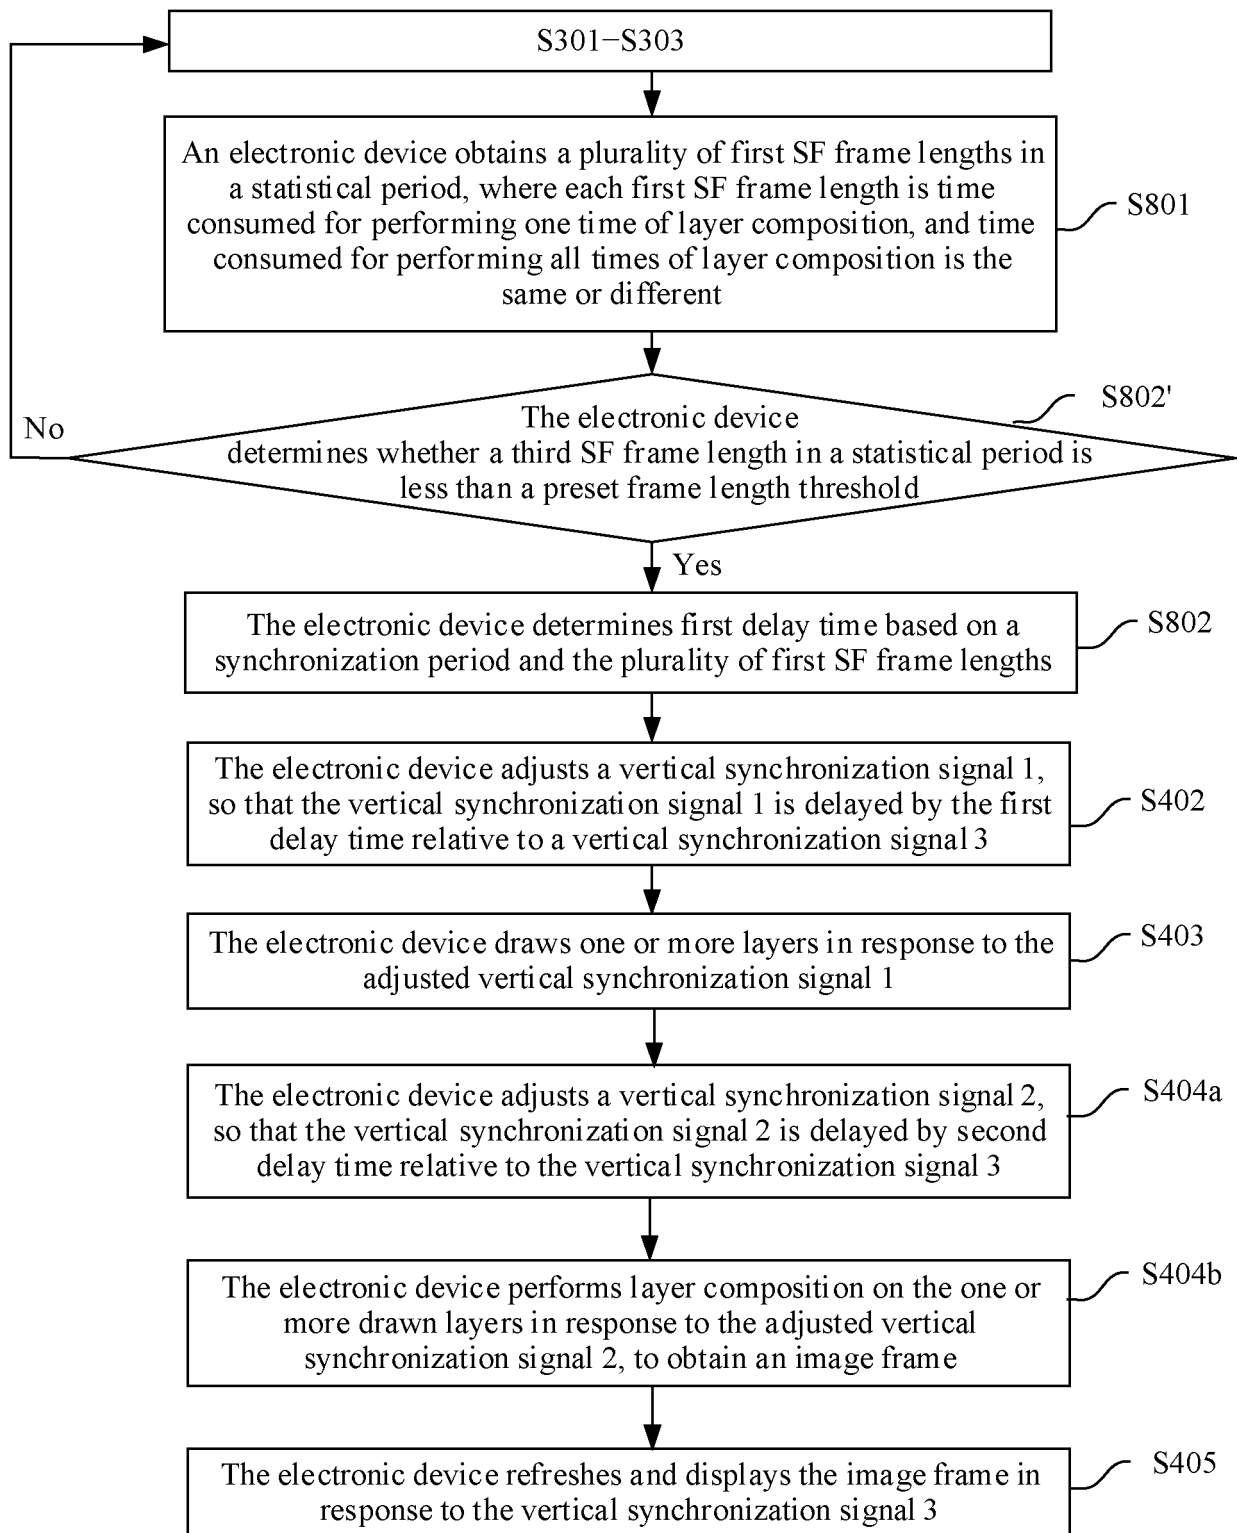 S301−S303
An electronic device obtains a plurality of first SF frame lengths in
a statistical period, where each first SF frame length is time
consumed for performing one time of layer composition, and time
consumed for performing all times of layer composition is the
same or different
S801
S802'
No
The electronic device
determines whether a third SF frame length in a statistical period is
less than a preset frame length threshold
Yes
The electronic device determines first delay time based on a
synchronization period and the plurality of first SF frame lengths
S802
The electronic device adjusts a vertical synchronization signal 1,
so that the vertical synchronization signal 1 is delayed by the first
delay time relative to a vertical synchronization signal 3
S402
The electronic device draws one or more layers in response to the
adjusted vertical synchronization signal 1
S403
The electronic device adjusts a vertical synchronization signal 2,
so that the vertical synchronization signal 2 is delayed by second
delay time relative to the vertical synchronization signal 3
S404a
The electronic device performs layer composition on the one or
more drawn layers in response to the adjusted vertical
synchronization signal 2, to obtain an image frame
S404b
The electronic device refreshes and displays the image frame in
response to the vertical synchronization signal 3
S405